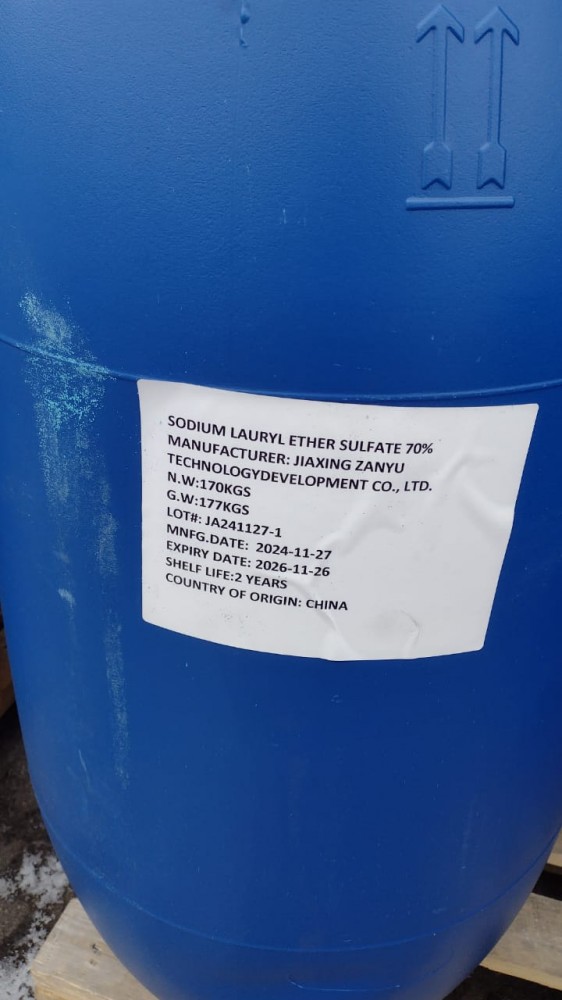 SODIUM LAURYL ETHER SULFATE 70%
MANUFACTURER: JIAXING ZANYU
TECHNOLOGYDEVELOPMENT CO., LTD.
N.W:170KGS
G.W:177KGS
LOT#: JA241127-1
MNFG.DATE: 2024-11-27
EXPIRY DATE: 2026-11-26
SHELF LIFE:2 YEARS
COUNTRY OF ORIGIN: CHINA